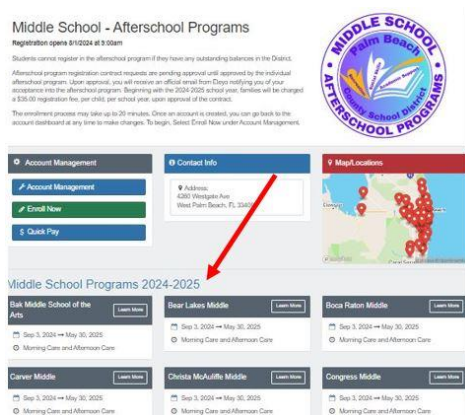 Middle School - Afterschool Programs
Registration opens 8/1/2024 at 9:00am
Students cannot register in the afterschool program if they have any outstanding balances in the District.
Afterschool program registration contract requests are pending approval until approved by the individual
afterschool program. Upon approval, you will receive an official email from Eleyo notifying you of your
acceptance into the afterschool program. Beginning with the 2024-2025 school year, families will be charged
a $35.00 registration fee, per child, per school year, upon approval of the contract.
The enrollment process may take up to 20 minutes. Once an account is created, you can go back to the
account dashboard at any time to make changes. To begin, Select Enroll Now under Account Management.
MIDDLE SCHOOL
Palm Beach
County School District
AFTERSCHOOL PROGRAMS
Account Management
Account Management
Enroll Now
$ Quick Pay
Contact Info
Address:
4260 Westgate Ave
West Palm Beach, FL
Map/Locations
Middle School Programs 2024-2025
Bak Middle School of the
Arts
Learn More
Sep 3, 2024 → May 30, 2025
Morning Care and Afternoon Care
Bear Lakes Middle
Learn More
Sep 3, 2024 → May 30, 2025
Morning Care and Afternoon Care
Boca Raton Middle
Learn More
Sep 3, 2024 → May 30, 2025
Morning Care and Afternoon Care
Carver Middle
Learn More
Sep 3, 2024 → May 30, 2025
Morning Care and Afternoon Care
Christa McAuliffe Middle
Learn More
Sep 3, 2024 → May 30, 2025
Morning Care and Afternoon Care
Congress Middle
Learn More
Sep 3, 2024 → May 30, 2025
Morning Care and Afternoon Care